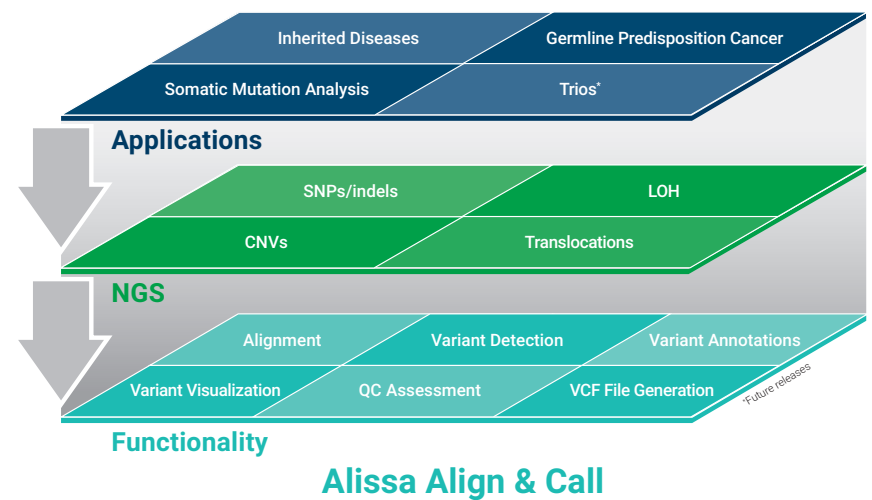 Inherited Diseases
Germline Predisposition Cancer
Somatic Mutation Analysis
Trios*
Applications
SNPs/indels
LOH
CNVs
Translocations
NGS
Alignment
Variant Detection
Variant Annotations
Variant Visualization
QC Assessment
VCF File Generation
*Future releases
Functionality
Alissa Align & Call